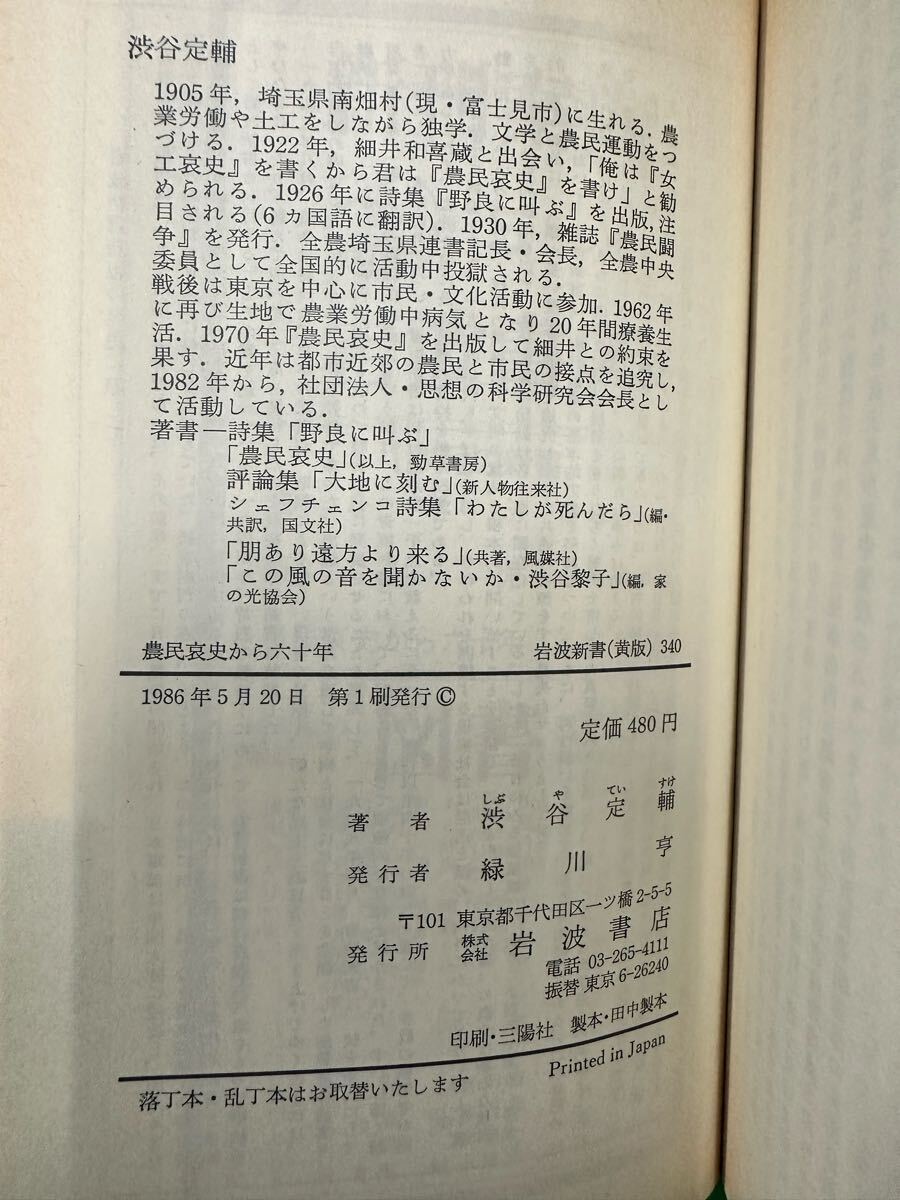 渋谷定輔
1905年，埼玉県南畑村(現・富士見市)に生れる．農
業労働や土工をしながら独学．文学と農民運動をつ
づける．1922年，細井和喜蔵と出会い，「俺は『女
工哀史』を書くから君は『農民哀史』を書け」と勧
められる．1926年に詩集『野良に叫ぶ』を出版，注
目される(6カ国語に翻訳)．1930年，雑誌『農民闘
争』を発行．全農埼玉県連書記長・会長，全農中央
委員として全国的に活動中投獄される．
戦後は東京を中心に市民・文化活動に参加．1962年
に再び生地で農業労働中病気となり20年間療養生
活．1970年『農民哀史』を出版して細井との約束を
果す．近年は都市近郊の農民と市民の接点を追究し，
1982年から，社団法人・思想の科学研究会会長とし
て活動している．
著書―詩集「野良に叫ぶ」
「農民哀史」(以上，勁草書房)
評論集「大地に刻む」(新人物往来社)
シェフチェンコ詩集「わたしが死んだら」(編・
共訳，国文社)
「朋あり遠方より来る」(共著，風媒社)
「この風の音を聞かないか・渋谷黎子」(編，家
の光協会)
農民哀史から六十年 岩波新書(黄版) 340
1986年5月20日 第1刷発行©
定価480円
しぶ や てい すけ
著者 渋谷定輔
発行者 緑川亨
〒101 東京都千代田区一ツ橋2-5-5
発行所 株式会社 岩波書店
電話 03-265-4111
振替 東京6-26240
印刷・三陽社 製本・田中製本
Printed in Japan
落丁本・乱丁本はお取替いたします